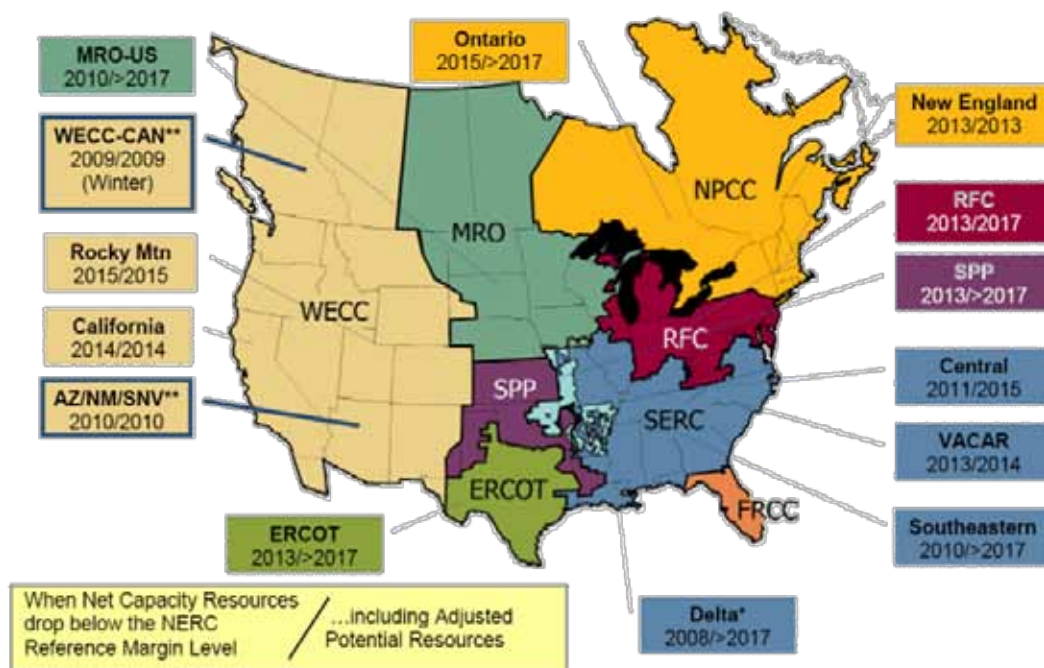 MRO-US
2010/>2017
Ontario
2015/>2017
New England
2013/2013
WECC-CAN**
2009/2009
(Winter)
NPCC
RFC
2013/2017
MRO
Rocky Mtn
2015/2015
SPP
2013/>2017
WECC
California
2014/2014
RFC
Central
2011/2015
AZ/NM/SNV**
2010/2010
SPP
SERC
VACAR
2013/2014
ERCOT
FRCC
ERCOT
2013/>2017
Southeastern
2010/>2017
When Net Capacity Resources
drop below the NERC
Reference Margin Level
/
...including Adjusted
Potential Resources
Delta*
2008/>2017